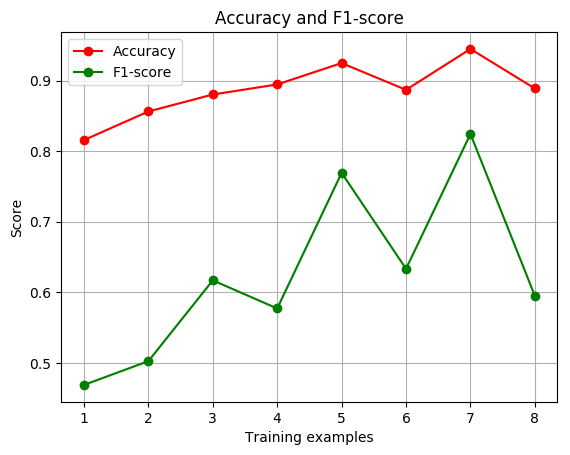 Accuracy and F1-score
Accuracy
F1-score
0.9
0.8
0.7
0.6
0.5
Score
1 2 3 4 5 6 7 8
Training examples